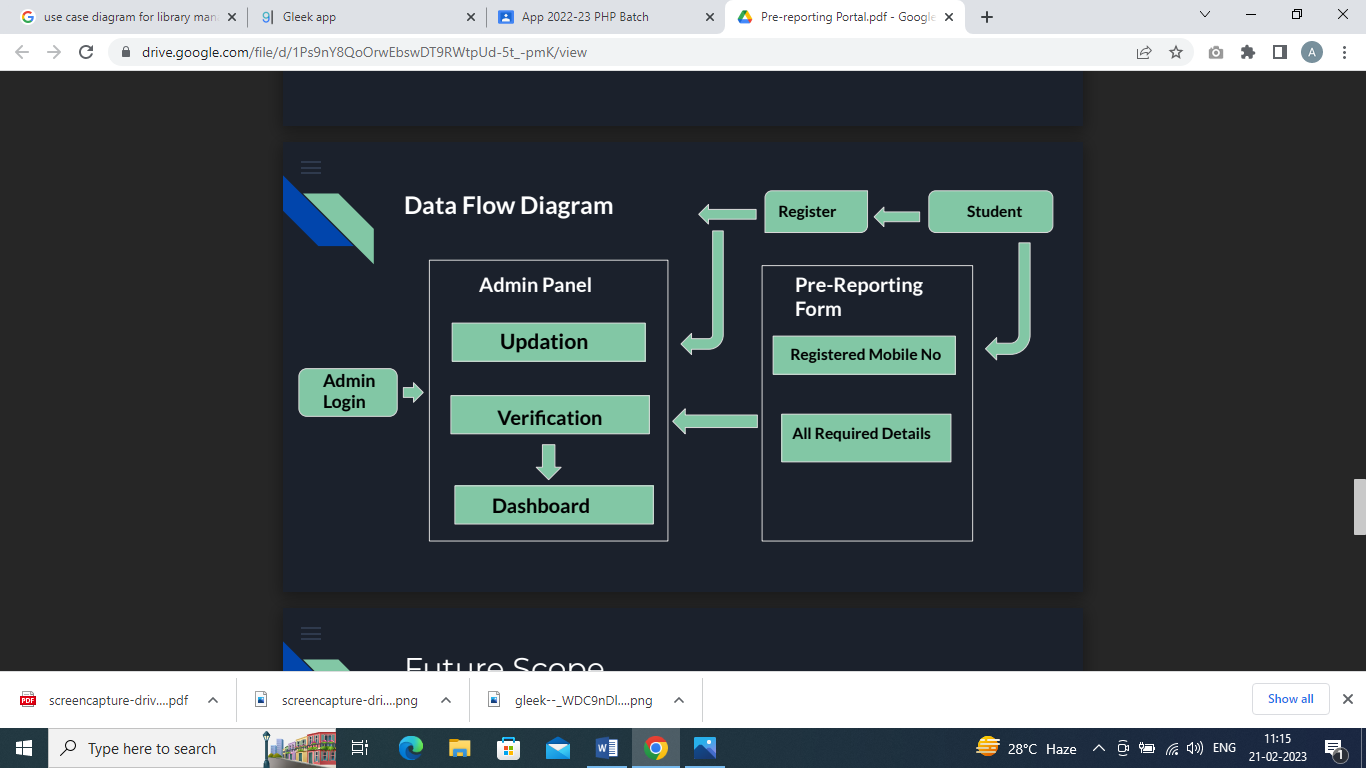 use case diagram for library man
Gleek app
App 2022-23 PHP Batch
Pre-reporting Portal.pdf - Google
drive.google.com/file/d/1Ps9nY8QoOrwEbswDT9RWtpUd-5t_-pmK/view
A
Data Flow Diagram
Register
Student
Admin Panel
Pre-Reporting
Form
Updation
Registered Mobile No
Admin
Login
Verification
All Required Details
Dashboard
Future Scope
PDF
screencapture-driv....pdf
screencapture-dri....png
gleek--_WDC9nDl....png
Show all
Type here to search
28°C Haze
ENG
11:15
21-02-2023
1